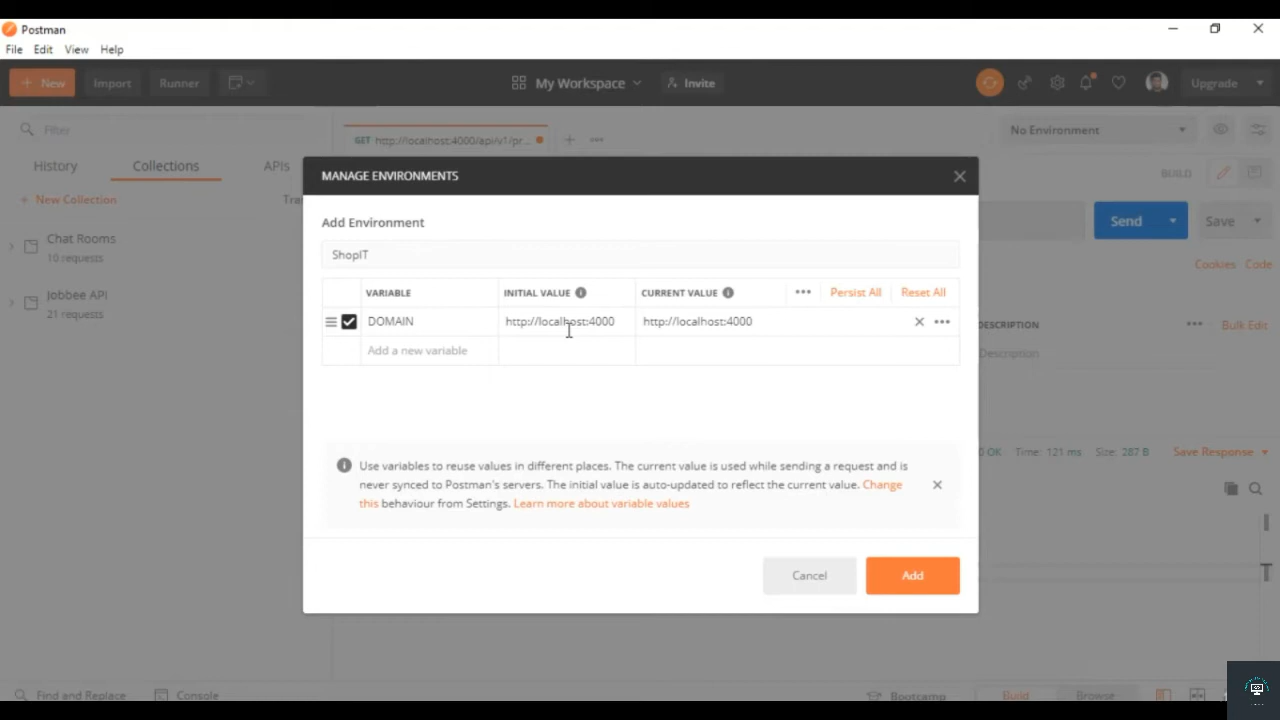 Postman
File Edit View Help
New Import Runner My Workspace Invite Upgrade
Filter
GET http://localhost:4000/api/v1/pr...
No Environment
History Collections APIs
BUILD
MANAGE ENVIRONMENTS
New Collection
Tra
Add Environment
Send Save
Chat Rooms
10 requests
ShopIT
Cookies Code
VARIABLE INITIAL VALUE CURRENT VALUE Persist All Reset All
Jobbee API
21 requests
DOMAIN http://localhost:4000 http://localhost:4000
DESCRIPTION Bulk Edit
Add a new variable
Description
0 OK Time: 121 ms Size: 287 B Save Response
Use variables to reuse values in different places. The current value is used while sending a request and is
never synced to Postman's servers. The initial value is auto-updated to reflect the current value. Change
this behaviour from Settings. Learn more about variable values
Cancel Add
Find and Replace Console Bootcamp Build Browse